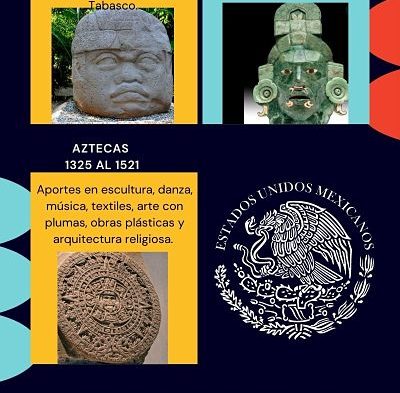 Tabasco.
AZTECAS
1325 AL 1521
Aportes en escultura, danza,
música, textiles, arte con
plumas, obras plásticas y
arquitectura religiosa.
ESTADOS UNIDOS MEXICANOS